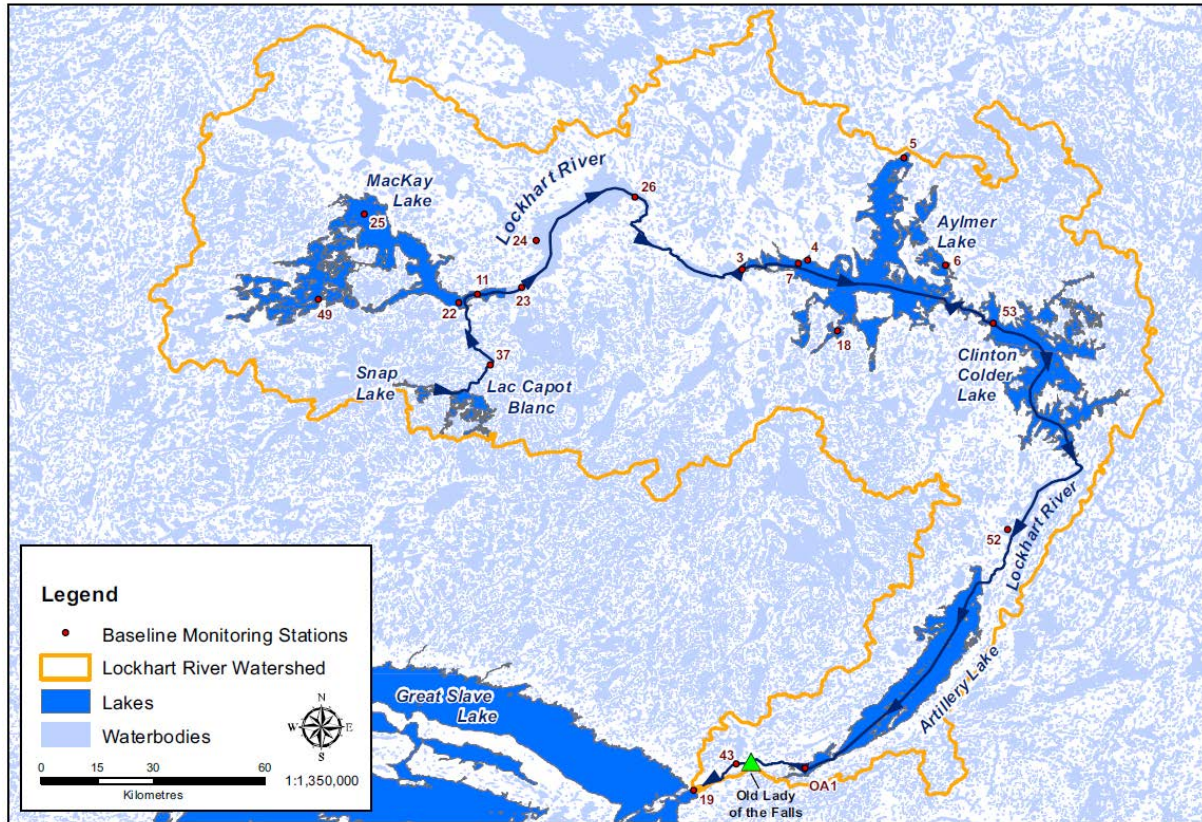 5
MacKay
Lake
Lockhart River
26
25
24
Aylmer
Lake
4
3
7
6
11
23
49
22
53
18
37
Clinton
Colder
Lake
Snap
Lake
Lac Capot
Blanc
Lockhart River
52
Legend
Baseline Monitoring Stations
Lockhart River Watershed
Lakes
Waterbodies
N
W E
S
0 15 30 60
Kilometres
1:1,350,000
Great Slave
Lake
Artillery Lake
43
OA1
19
Old Lady
of the Falls